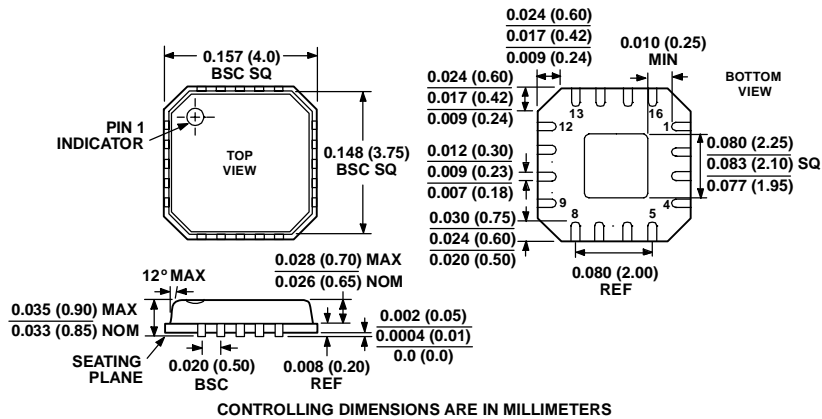 0.157 (4.0)
BSC SQ
PIN 1
INDICATOR
TOP
VIEW
0.148 (3.75)
BSC SQ
0.024 (0.60)
0.017 (0.42)
0.009 (0.24)
0.010 (0.25)
MIN
BOTTOM
VIEW
0.024 (0.60)
0.017 (0.42)
0.009 (0.24)
13
16
12
1
0.012 (0.30)
0.009 (0.23)
0.007 (0.18)
0.080 (2.25)
0.083 (2.10) SQ
0.077 (1.95)
9
8
5
4
0.030 (0.75)
0.024 (0.60)
0.020 (0.50)
0.080 (2.00)
REF
12° MAX
0.028 (0.70) MAX
0.026 (0.65) NOM
0.035 (0.90) MAX
0.033 (0.85) NOM
SEATING
PLANE
0.020 (0.50)
BSC
0.008 (0.20)
REF
0.002 (0.05)
0.0004 (0.01)
0.0 (0.0)
CONTROLLING DIMENSIONS ARE IN MILLIMETERS